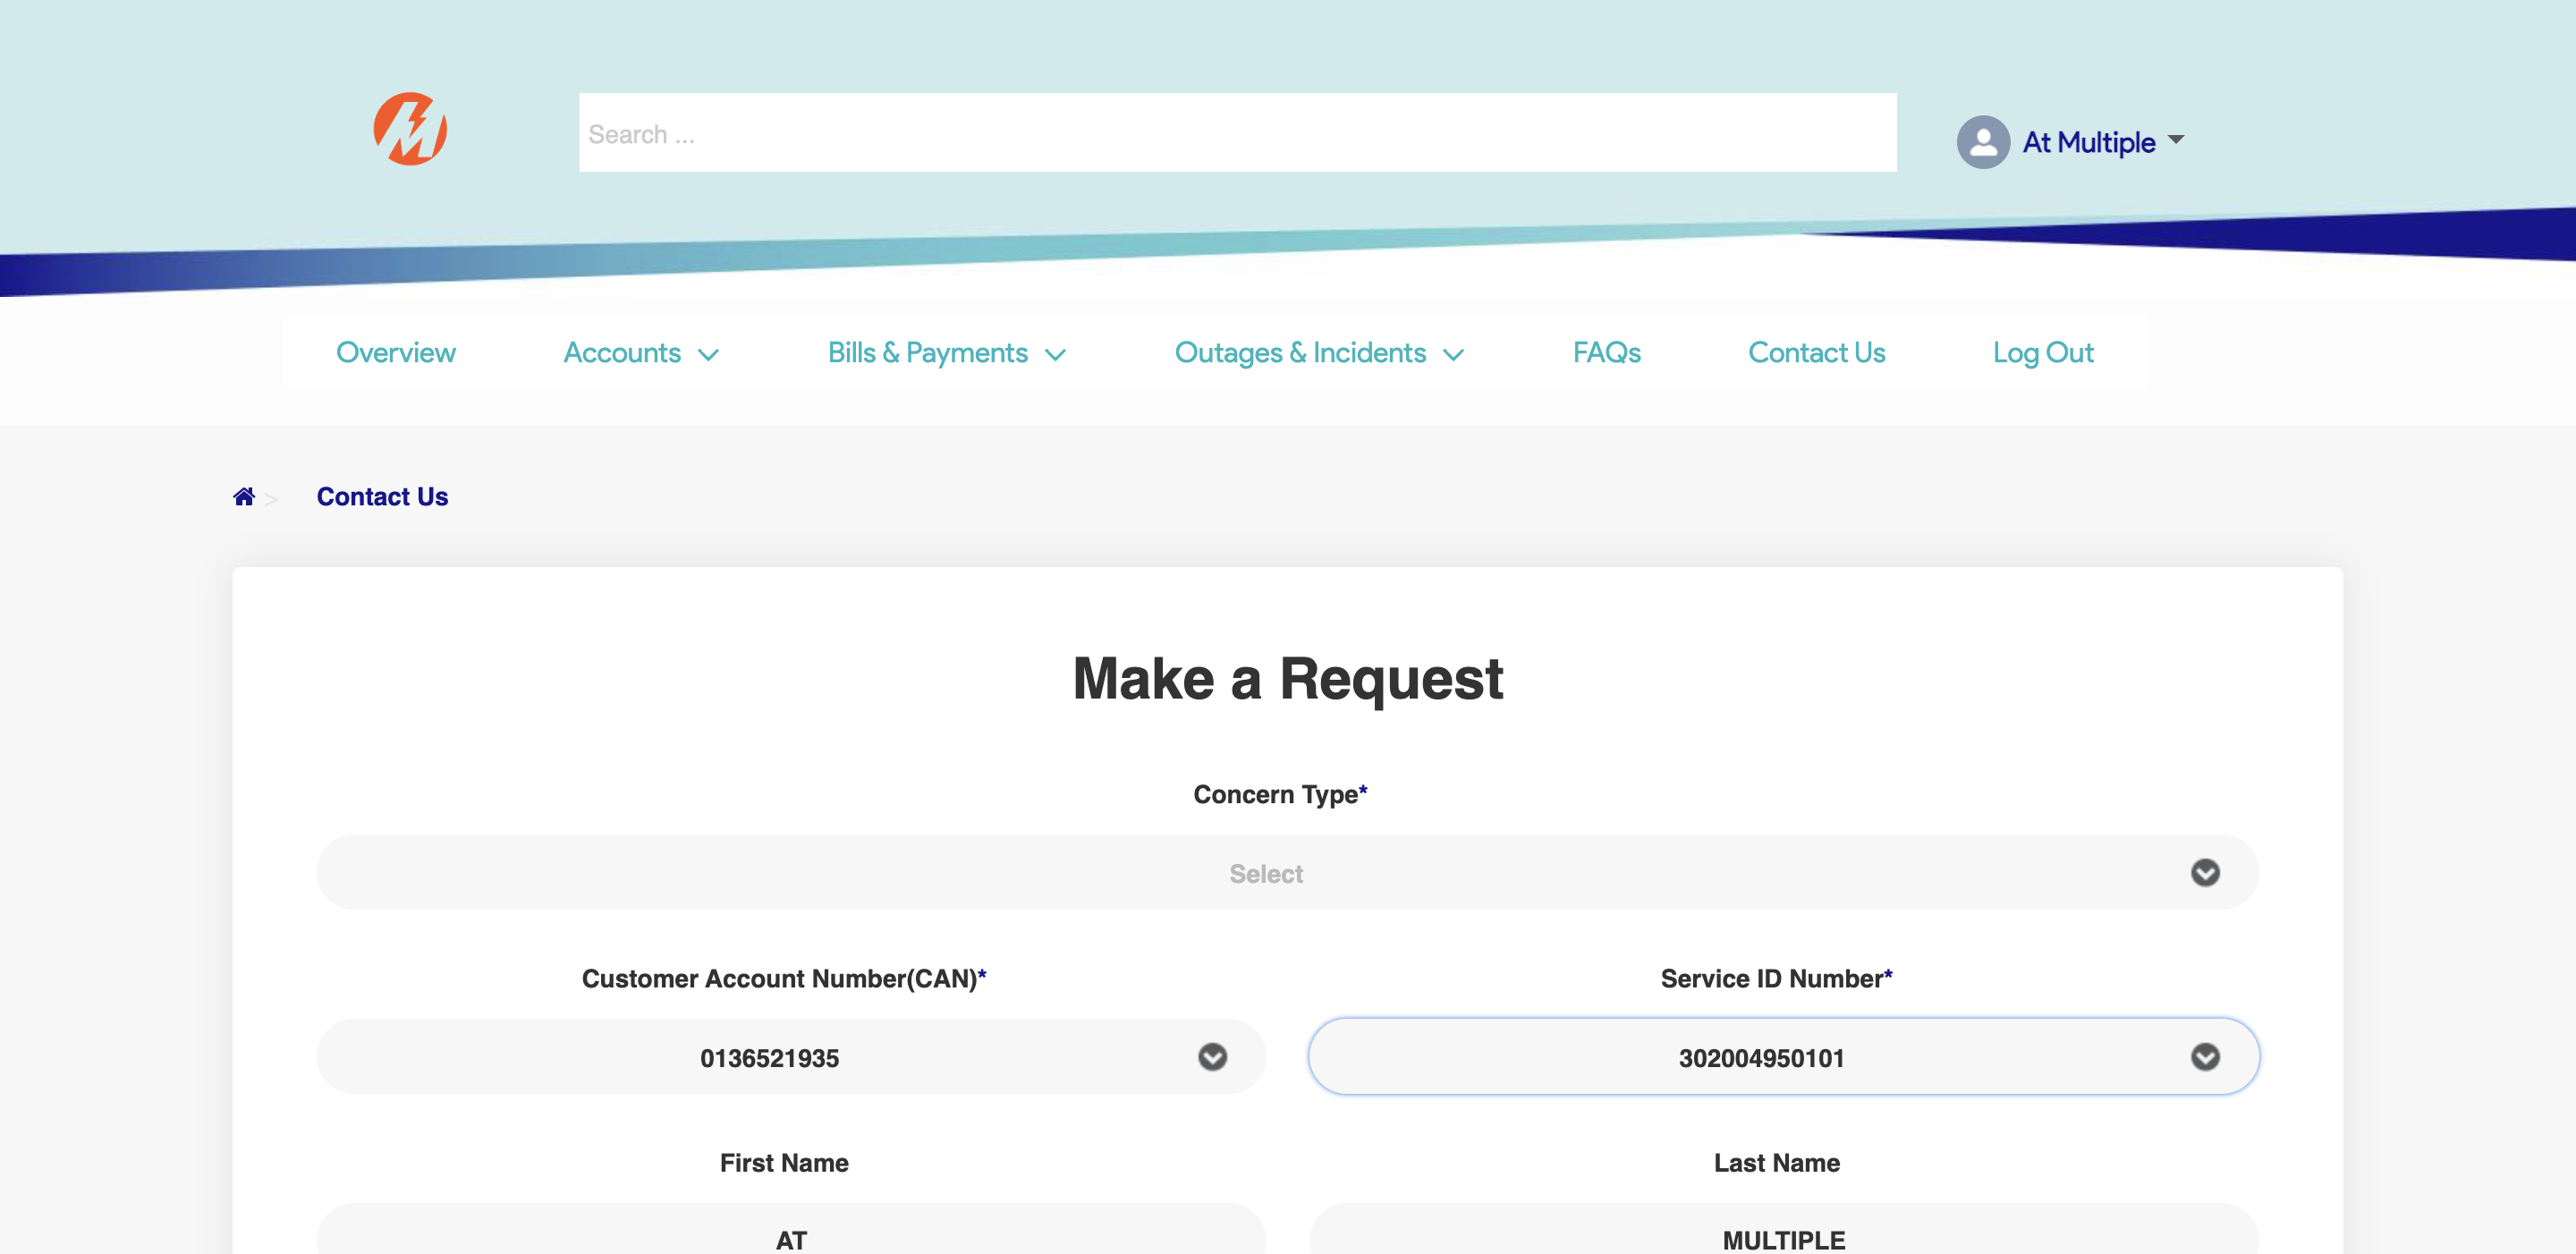 Search ...
At Multiple
Overview Accounts Bills & Payments Outages & Incidents FAQs Contact Us Log Out
> Contact Us
Make a Request
Concern Type*
Select
Customer Account Number(CAN)* Service ID Number*
0136521935 302004950101
First Name Last Name
AT MULTIPLE